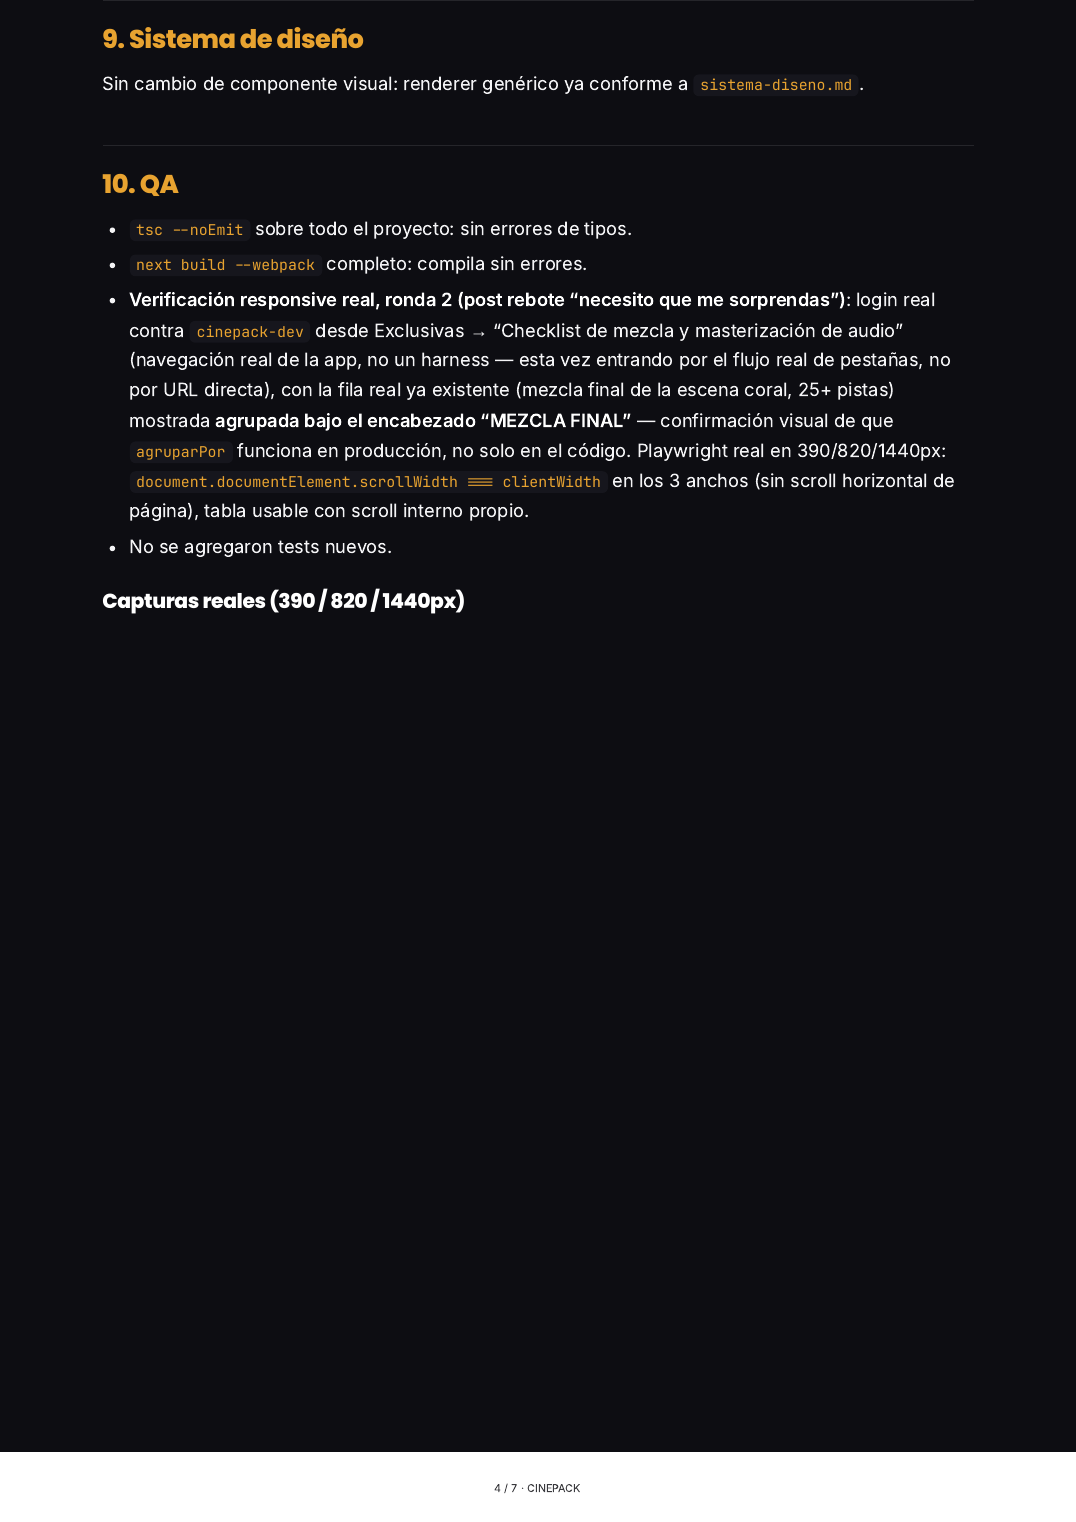 9. Sistema de diseño
Sin cambio de componente visual: renderer genérico ya conforme a sistema-diseno.md.
10. QA
• tsc --noEmit sobre todo el proyecto: sin errores de tipos.
• next build --webpack completo: compila sin errores.
• Verificación responsive real, ronda 2 (post rebote “necesito que me sorprendas”): login real
contra cinepack-dev desde Exclusivas → “Checklist de mezcla y masterización de audio”
(navegación real de la app, no un harness — esta vez entrando por el flujo real de pestañas, no
por URL directa), con la fila real ya existente (mezcla final de la escena coral, 25+ pistas)
mostrada agrupada bajo el encabezado “MEZCLA FINAL” — confirmación visual de que
agruparPor funciona en producción, no solo en el código. Playwright real en 390/820/1440px:
document.documentElement.scrollWidth === clientWidth en los 3 anchos (sin scroll horizontal de
página), tabla usable con scroll interno propio.
• No se agregaron tests nuevos.
Capturas reales (390 / 820 / 1440px)
4 / 7 · CINEPACK